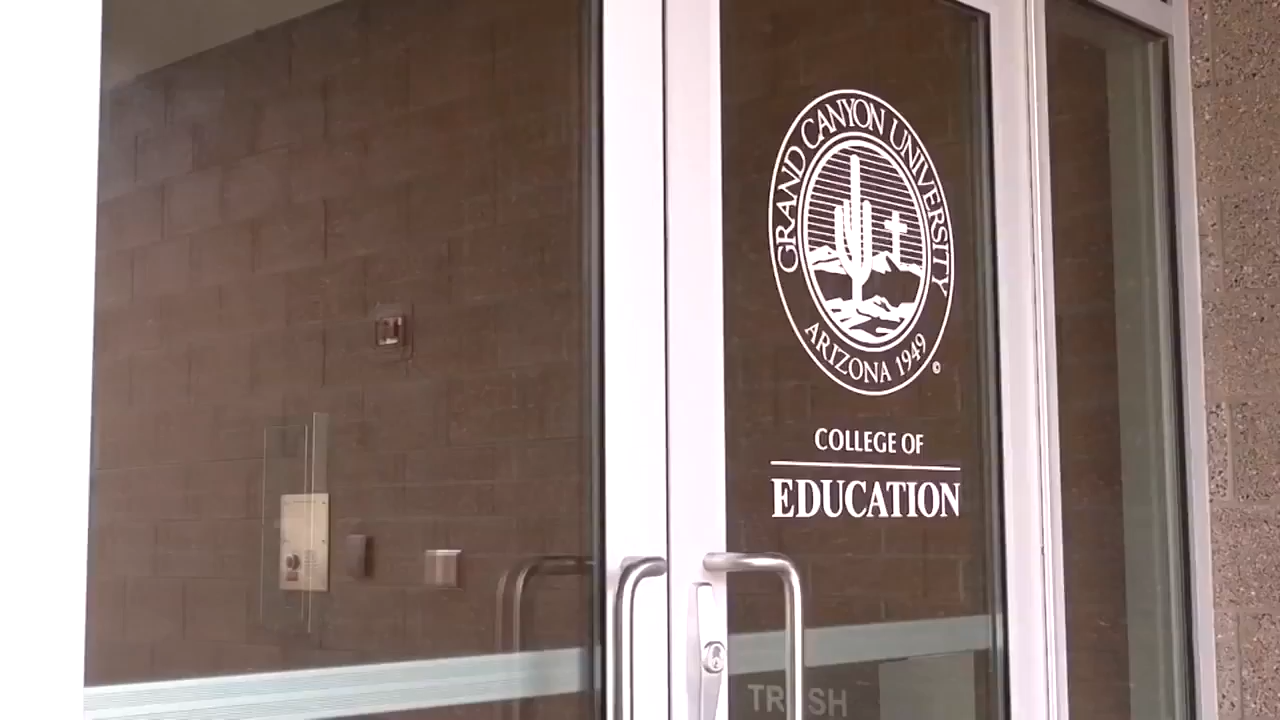 GRAND CANYON UNIVERSITY
ARIZONA 1949
©
COLLEGE OF
EDUCATION
TRASH